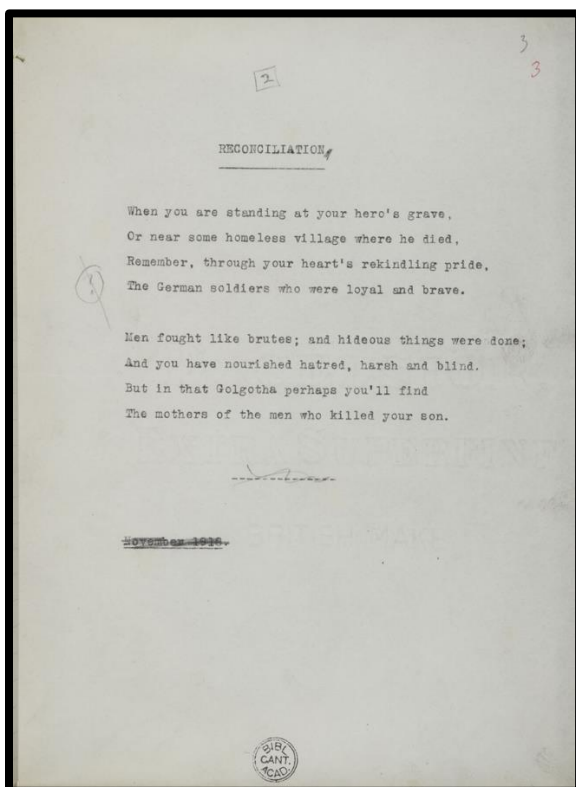 3
3
2
RECONCILIATION
When you are standing at your hero's grave,
Or near some homeless village where he died,
Remember, through your heart's rekindling pride,
The German soldiers who were loyal and brave.
Men fought like brutes; and hideous things were done;
And you have nourished hatred, harsh and blind.
But in that Golgotha perhaps you'll find
The mothers of the men who killed your son.
November 1918.
BIBL.
CANT.
ACAD.